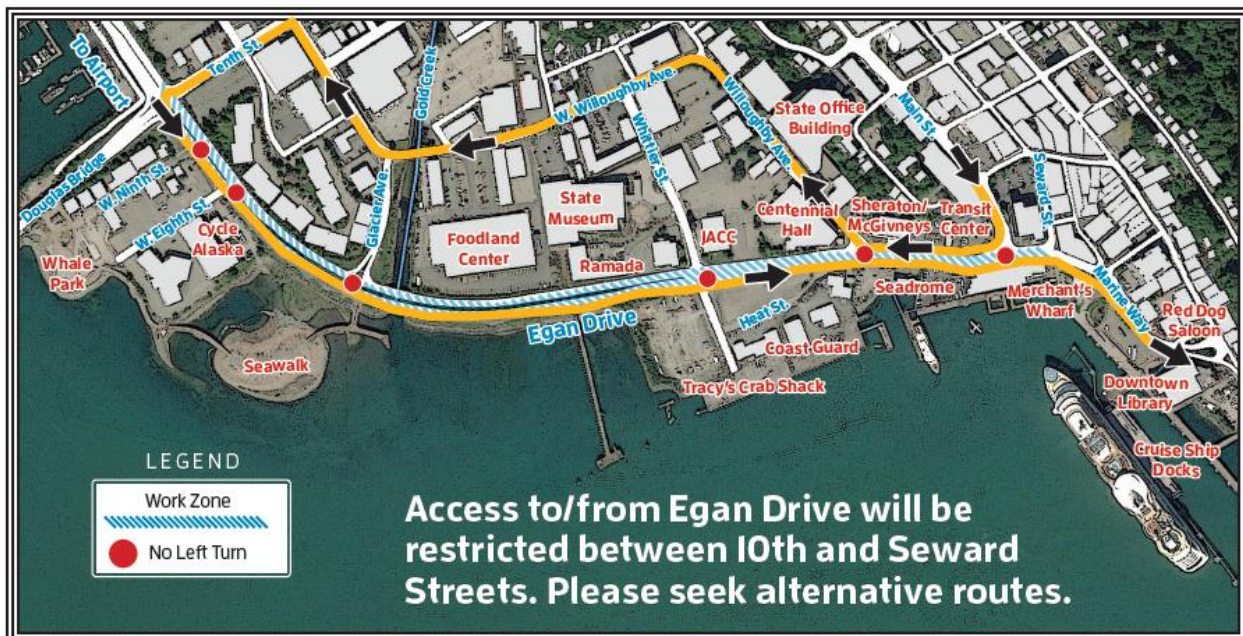 To Airport
Tenth St.
Gold Creek
W. Willoughby Ave.
Willoughby Ave.
Main St.
State Office
Building
Seward St.
Whittier St.
Douglas Bridge
W. Ninth St.
W. Eighth St.
Glacier Ave.
Whale
Park
Cycle
Alaska
Foodland
Center
State
Museum
Ramada
JACC
Centennial
Hall
Sheraton/
McGivneys
Transit
Center
Seadrome
Merchant's
Wharf
Marine Way
Red Dog
Saloon
Egan Drive
Heat St.
Coast Guard
Seawalk
Tracy's Crab Shack
Downtown
Library
Cruise Ship
Docks
LEGEND
Work Zone
No Left Turn
Access to/from Egan Drive will be
restricted between 10th and Seward
Streets. Please seek alternative routes.